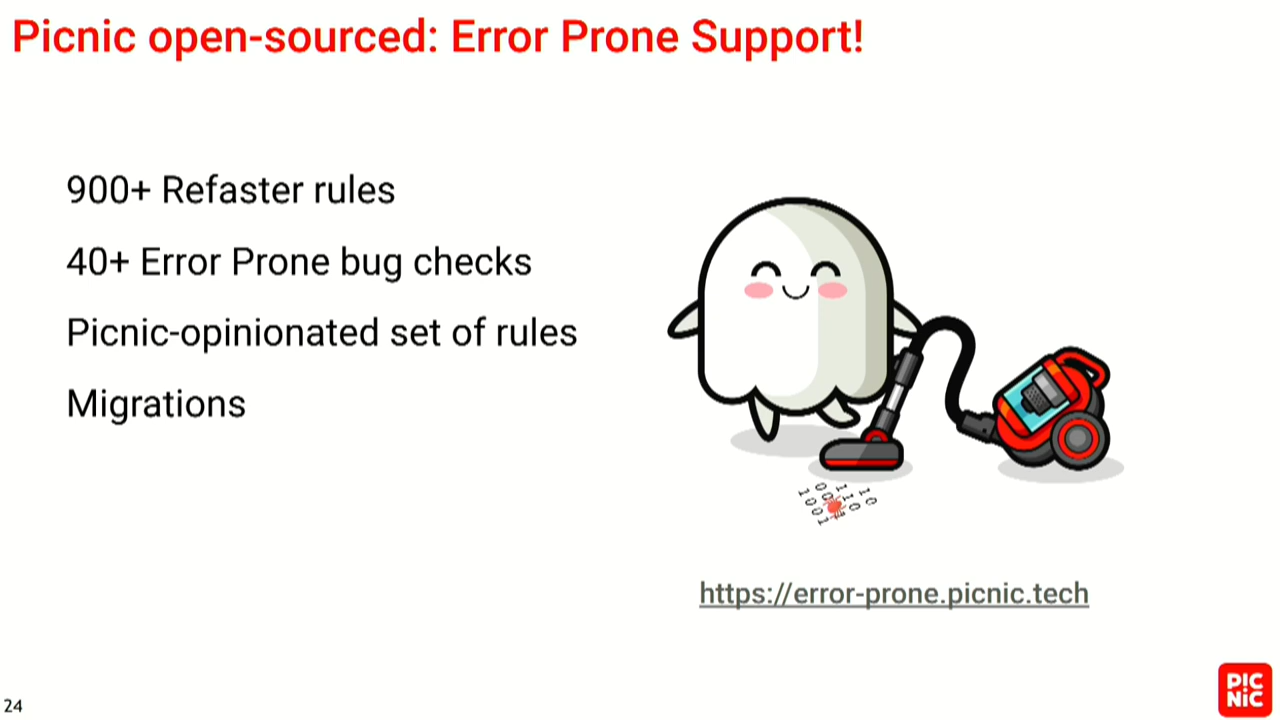 Picnic open-sourced: Error Prone Support!
900+ Refaster rules
40+ Error Prone bug checks
Picnic-opinionated set of rules
Migrations
https://error-prone.picnic.tech
24
PIC
NIC